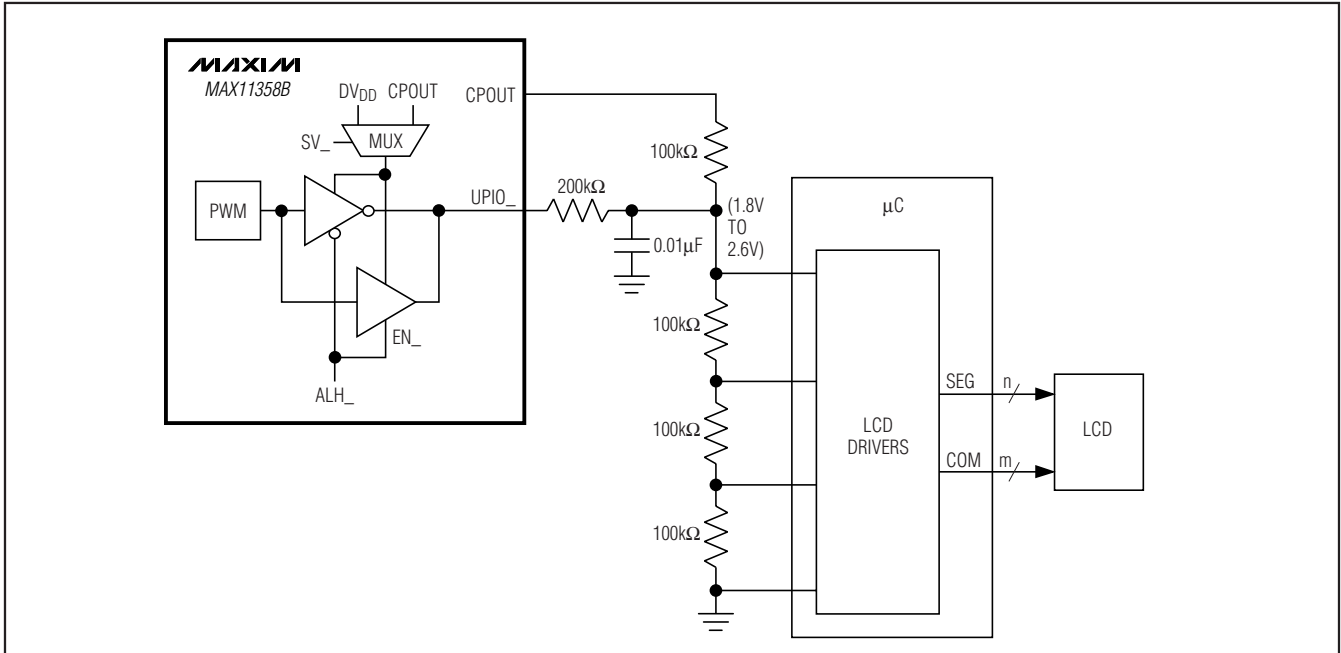 MAXIM
MAX11358B
DVDD CPOUT
CPOUT
SV_
MUX
PWM
UPIO_
EN_
ALH_
200kΩ
0.01µF
100kΩ
(1.8V
TO
2.6V)
100kΩ
100kΩ
100kΩ
µC
LCD
DRIVERS
SEG n
COM m
LCD